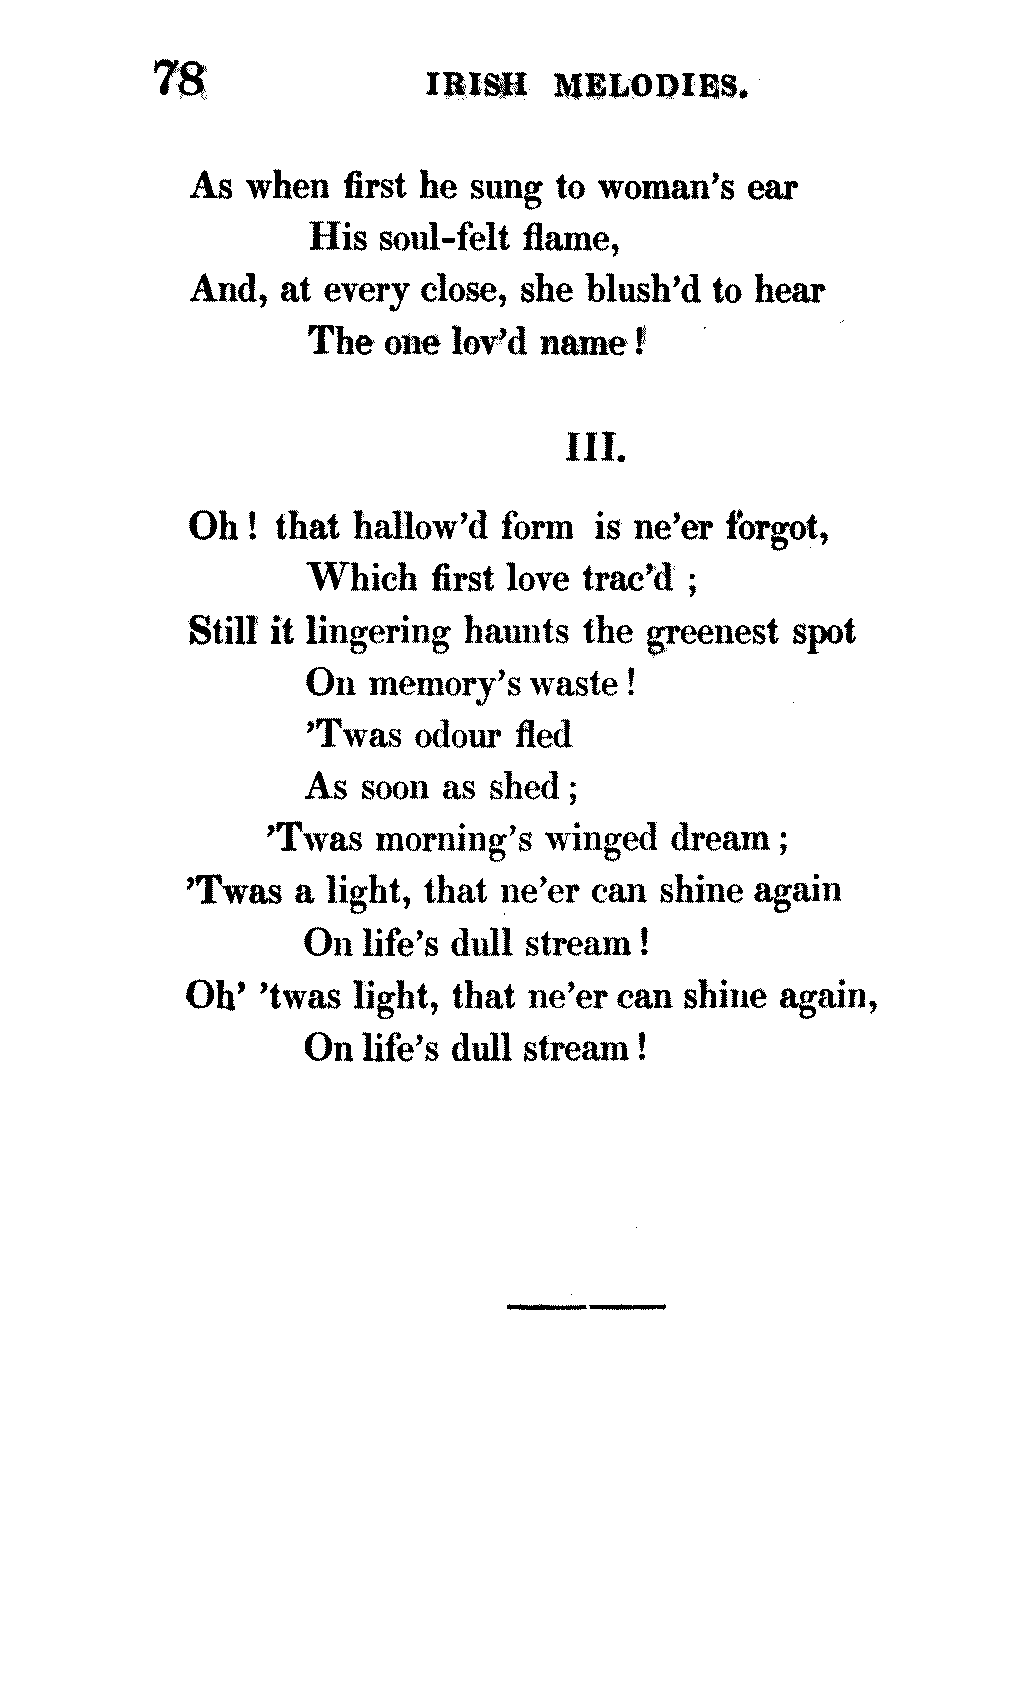 78 IRISH MELODIES.
As when first he sung to woman's ear
His soul-felt flame,
And, at every close, she blush'd to hear
The one lov'd name !
III.
Oh ! that hallow'd form is ne'er forgot,
Which first love trac'd ;
Still it lingering haunts the greenest spot
On memory's waste !
'Twas odour fled
As soon as shed ;
'Twas morning's winged dream ;
'Twas a light, that ne'er can shine again
On life's dull stream !
Oh' 'twas light, that ne'er can shine again,
On life's dull stream !